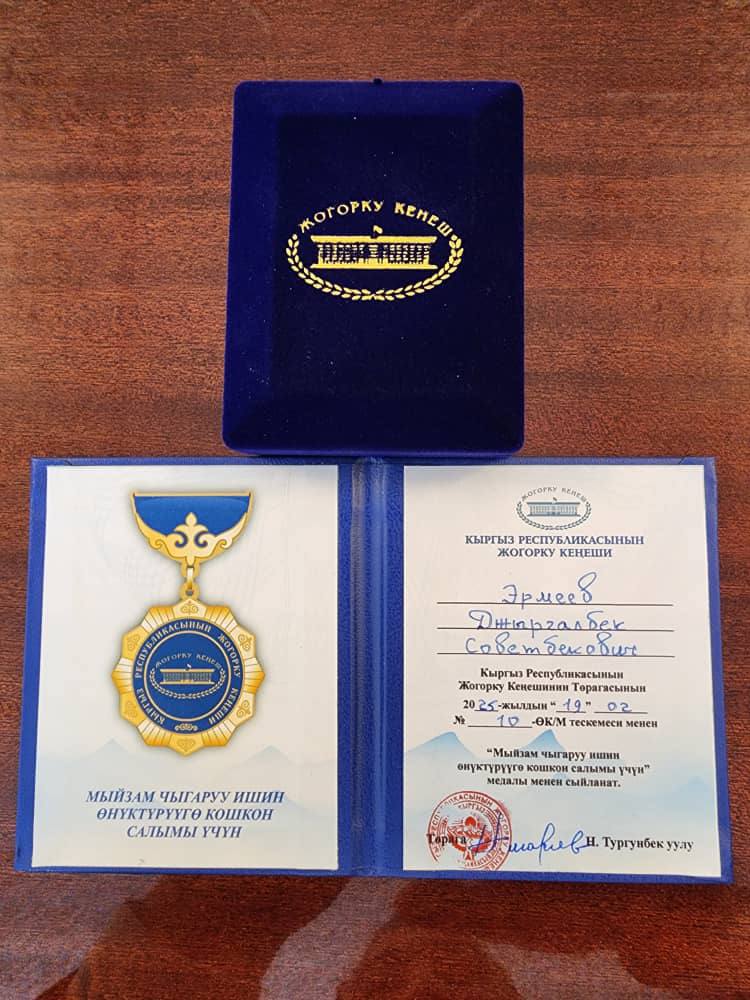 ЖОГОРКУ КЕҢЕШ
КЫРГЫЗ РЕСПУБЛИКАСЫНЫН ЖОГОРКУ КЕҢЕШИ
ЖОГОРКУ КЕҢЕШ
МЫЙЗАМ ЧЫГАРУУ ИШИН
ӨНҮКТҮРҮҮГӨ КОШКОН
САЛЫМЫ ҮЧҮН
ЖОГОРКУ КЕҢЕШ
КЫРГЫЗ РЕСПУБЛИКАСЫНЫН
ЖОГОРКУ КЕҢЕШИ
Эрмеев
Джыргалбек
Советбекович
Кыргыз Республикасынын
Жогорку Кеңешинин Төрагасынын
2025-жылдын “19” 02
№ 10 -ӨК/М тескемеси менен
“Мыйзам чыгаруу ишин
өнүктүрүүгө кошкон салымы үчүн”
медалы менен сыйланат.
Төрага Н. Тургунбек уулу